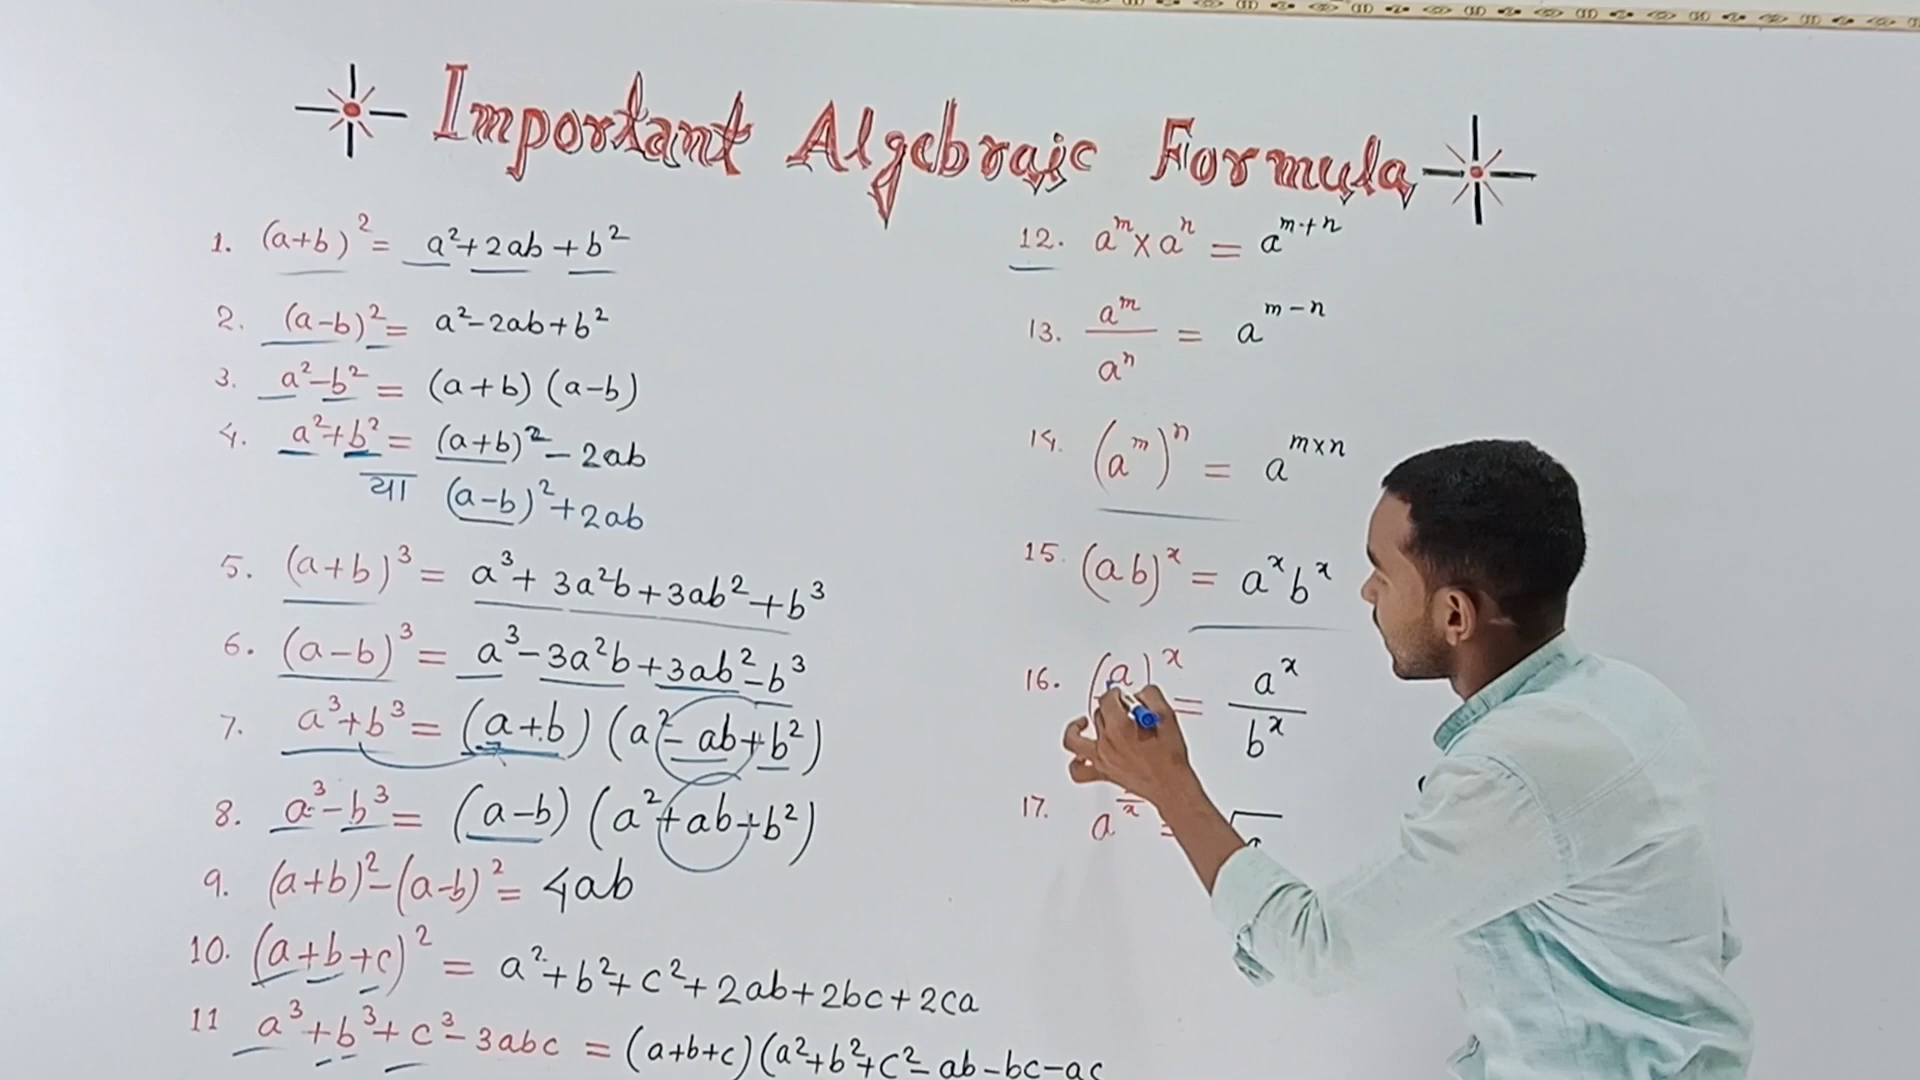 Important Algebraic Formula
1. (a+b)² = a²+2ab+b²
2. (a-b)² = a²-2ab+b²
3. a²-b² = (a+b) (a-b)
4. a²+b² = (a+b)²-2ab
या (a-b)²+2ab
5. (a+b)³ = a³+3a²b+3ab²+b³
6. (a-b)³ = a³-3a²b+3ab²-b³
7. a³+b³ = (a+b) (a²-ab+b²)
8. a³-b³ = (a-b) (a²+ab+b²)
9. (a+b)²-(a-b)² = 4ab
10. (a+b+c)² = a²+b²+c²+2ab+2bc+2ca
11 a³+b³+c³-3abc = (a+b+c)(a²+b²+c²-ab-bc-ac
12. aᵐ×aⁿ = aᵐ⁺ⁿ
13. aᵐ/aⁿ = aᵐ⁻ⁿ
14. (aᵐ)ⁿ = a^(m×n)
15. (ab)ˣ = aˣbˣ
16. (a)ˣ = aˣ/bˣ
17.